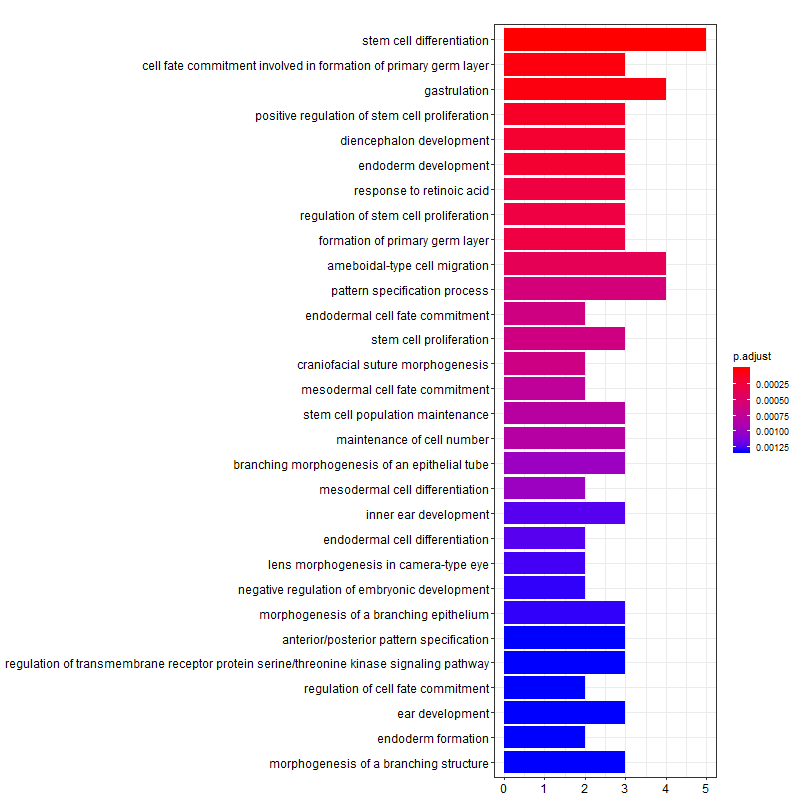 stem cell differentiation
cell fate commitment involved in formation of primary germ layer
gastrulation
positive regulation of stem cell proliferation
diencephalon development
endoderm development
response to retinoic acid
regulation of stem cell proliferation
formation of primary germ layer
ameboidal-type cell migration
pattern specification process
endodermal cell fate commitment
stem cell proliferation
craniofacial suture morphogenesis
mesodermal cell fate commitment
stem cell population maintenance
maintenance of cell number
branching morphogenesis of an epithelial tube
mesodermal cell differentiation
inner ear development
endodermal cell differentiation
lens morphogenesis in camera-type eye
negative regulation of embryonic development
morphogenesis of a branching epithelium
anterior/posterior pattern specification
regulation of transmembrane receptor protein serine/threonine kinase signaling pathway
regulation of cell fate commitment
ear development
endoderm formation
morphogenesis of a branching structure
0 1 2 3 4 5
p.adjust
0.00025
0.00050
0.00075
0.00100
0.00125